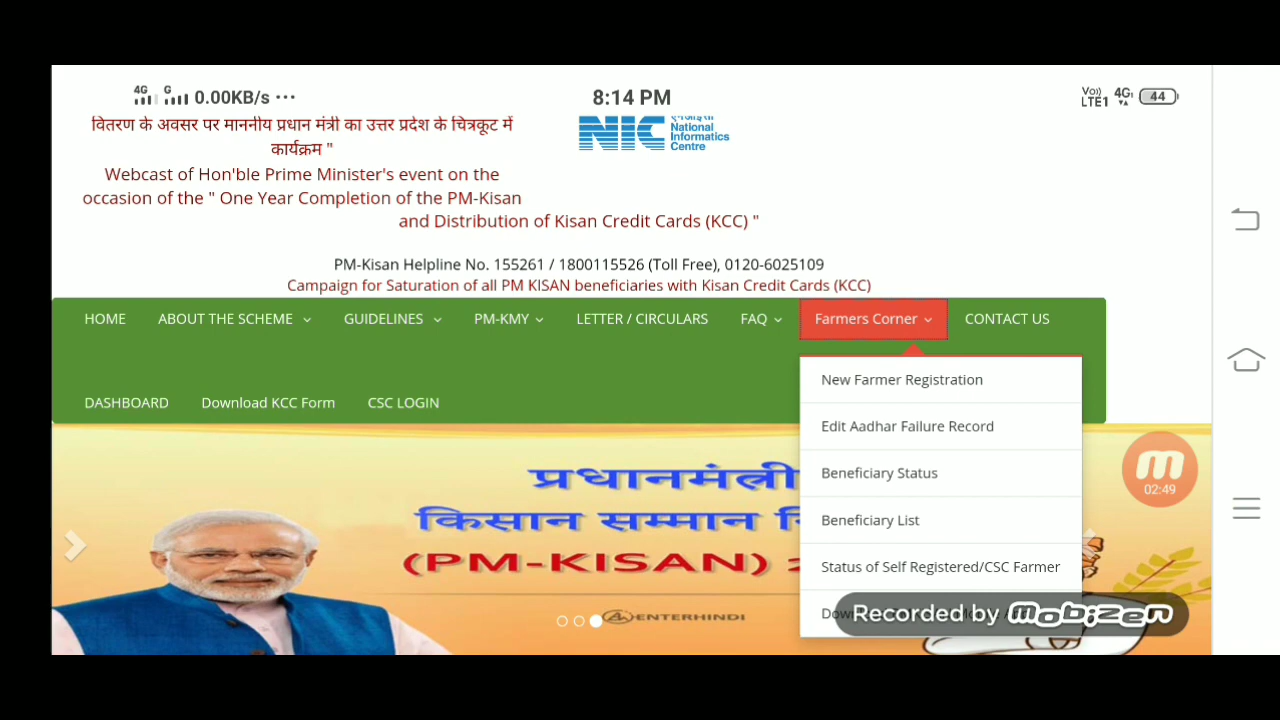 4G G 0.00KB/s ...
8:14 PM
Vo)) LTE1 4G 44
वितरण के अवसर पर माननीय प्रधान मंत्री का उत्तर प्रदेश के चित्रकूट में
कार्यक्रम "
NIC National
Informatics
Centre
Webcast of Hon'ble Prime Minister's event on the
occasion of the " One Year Completion of the PM-Kisan
and Distribution of Kisan Credit Cards (KCC) "
PM-Kisan Helpline No. 155261 / 1800115526 (Toll Free), 0120-6025109
Campaign for Saturation of all PM KISAN beneficiaries with Kisan Credit Cards (KCC)
HOME ABOUT THE SCHEME GUIDELINES PM-KMY LETTER / CIRCULARS FAQ Farmers Corner CONTACT US
DASHBOARD Download KCC Form CSC LOGIN
New Farmer Registration
Edit Aadhar Failure Record
Beneficiary Status
Beneficiary List
Status of Self Registered/CSC Farmer
प्रधानमंत्री
किसान सम्मान
(PM-KISAN)
02:49
ENTERHINDI
Recorded by Mobizen